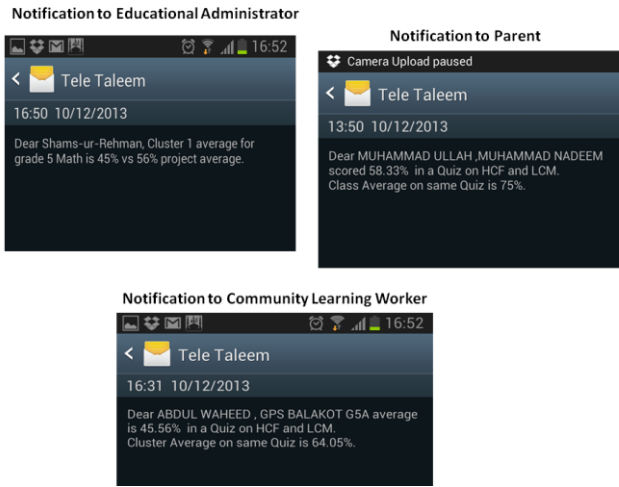 Notification to Educational Administrator
16:52
Tele Taleem
16:50 10/12/2013
Dear Shams-ur-Rehman, Cluster 1 average for
grade 5 Math is 45% vs 56% project average.
Notification to Parent
Camera Upload paused
Tele Taleem
13:50 10/12/2013
Dear MUHAMMAD ULLAH ,MUHAMMAD NADEEM
scored 58.33% in a Quiz on HCF and LCM.
Class Average on same Quiz is 75%.
Notification to Community Learning Worker
16:52
Tele Taleem
16:31 10/12/2013
Dear ABDUL WAHEED , GPS BALAKOT G5A average
is 45.56% in a Quiz on HCF and LCM.
Cluster Average on same Quiz is 64.05%.